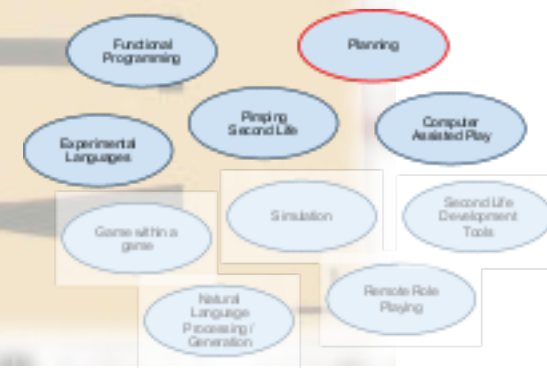 Functional
Programming
Planning
Pimping
Second Life
Computer
Assisted Play
Experimental
Languages
Game within a
game
Simulation
Second Life
Development
Tools
Natural
Language
Processing /
Generation
Remote Role
Playing